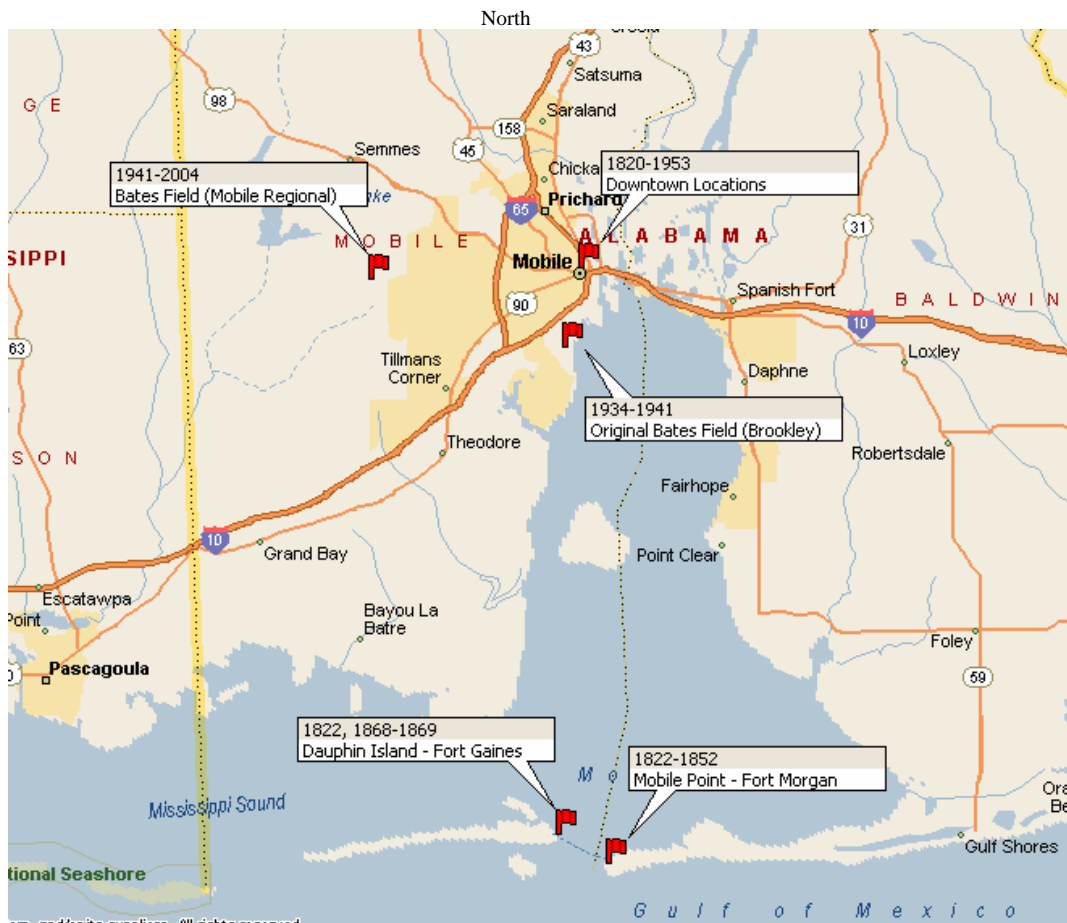 North
43
Satsuma
G E
98
Saraland
158
45
Semmes
1820-1953
Downtown Locations
1941-2004
Bates Field (Mobile Regional)
Chicka
65
Prichard
31
M O B I L E
A L A B A M A
SIPPI
Mobile
90
Spanish Fort
B A L D W I N
10
63
Loxley
Tillmans
Corner
Daphne
1934-1941
Original Bates Field (Brookley)
Theodore
Robertsdale
S O N
Fairhope
10
Grand Bay
Point Clear
Escatawpa
Point
Bayou La
Batre
Foley
Pascagoula
59
1822, 1868-1869
Dauphin Island - Fort Gaines
1822-1852
Mobile Point - Fort Morgan
M o
Mississippi Sound
Gulf Shores
tional Seashore
G u l f o f M e x i c o